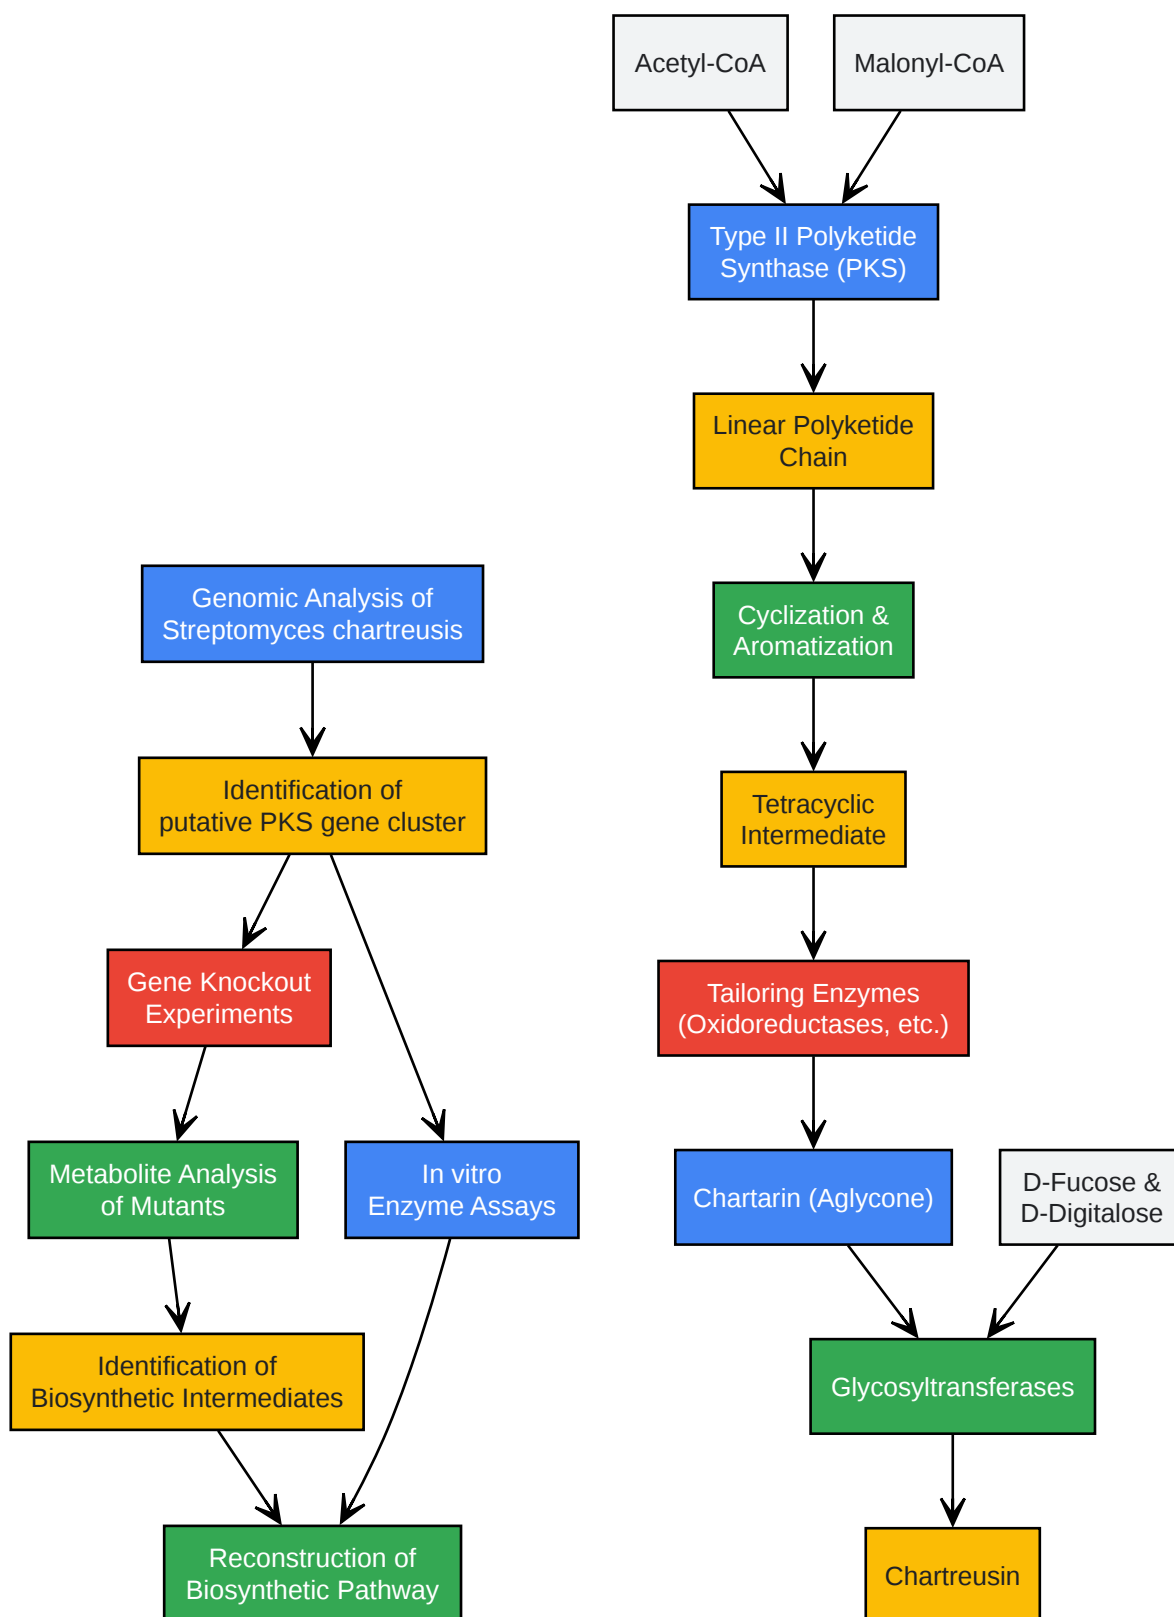 Acetyl-CoA
Malonyl-CoA
Type II Polyketide
Synthase (PKS)
Linear Polyketide
Chain
Cyclization &
Aromatization
Tetracyclic
Intermediate
Tailoring Enzymes
(Oxidoreductases, etc.)
Chartarin (Aglycone)
D-Fucose &
D-Digitalose
Glycosyltransferases
Chartreusin
Genomic Analysis of
Streptomyces chartreusis
Identification of
putative PKS gene cluster
Gene Knockout
Experiments
Metabolite Analysis
of Mutants
In vitro
Enzyme Assays
Identification of
Biosynthetic Intermediates
Reconstruction of
Biosynthetic Pathway